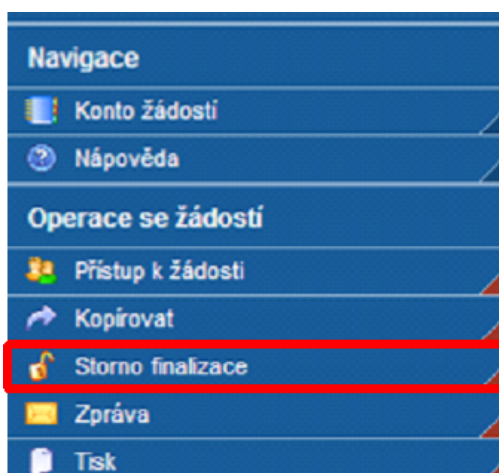 Navigace
Konto žádostí
Nápověda
Operace se žádostí
Přístup k žádosti
Kopírovat
Storno finalizace
Zpráva
Tisk